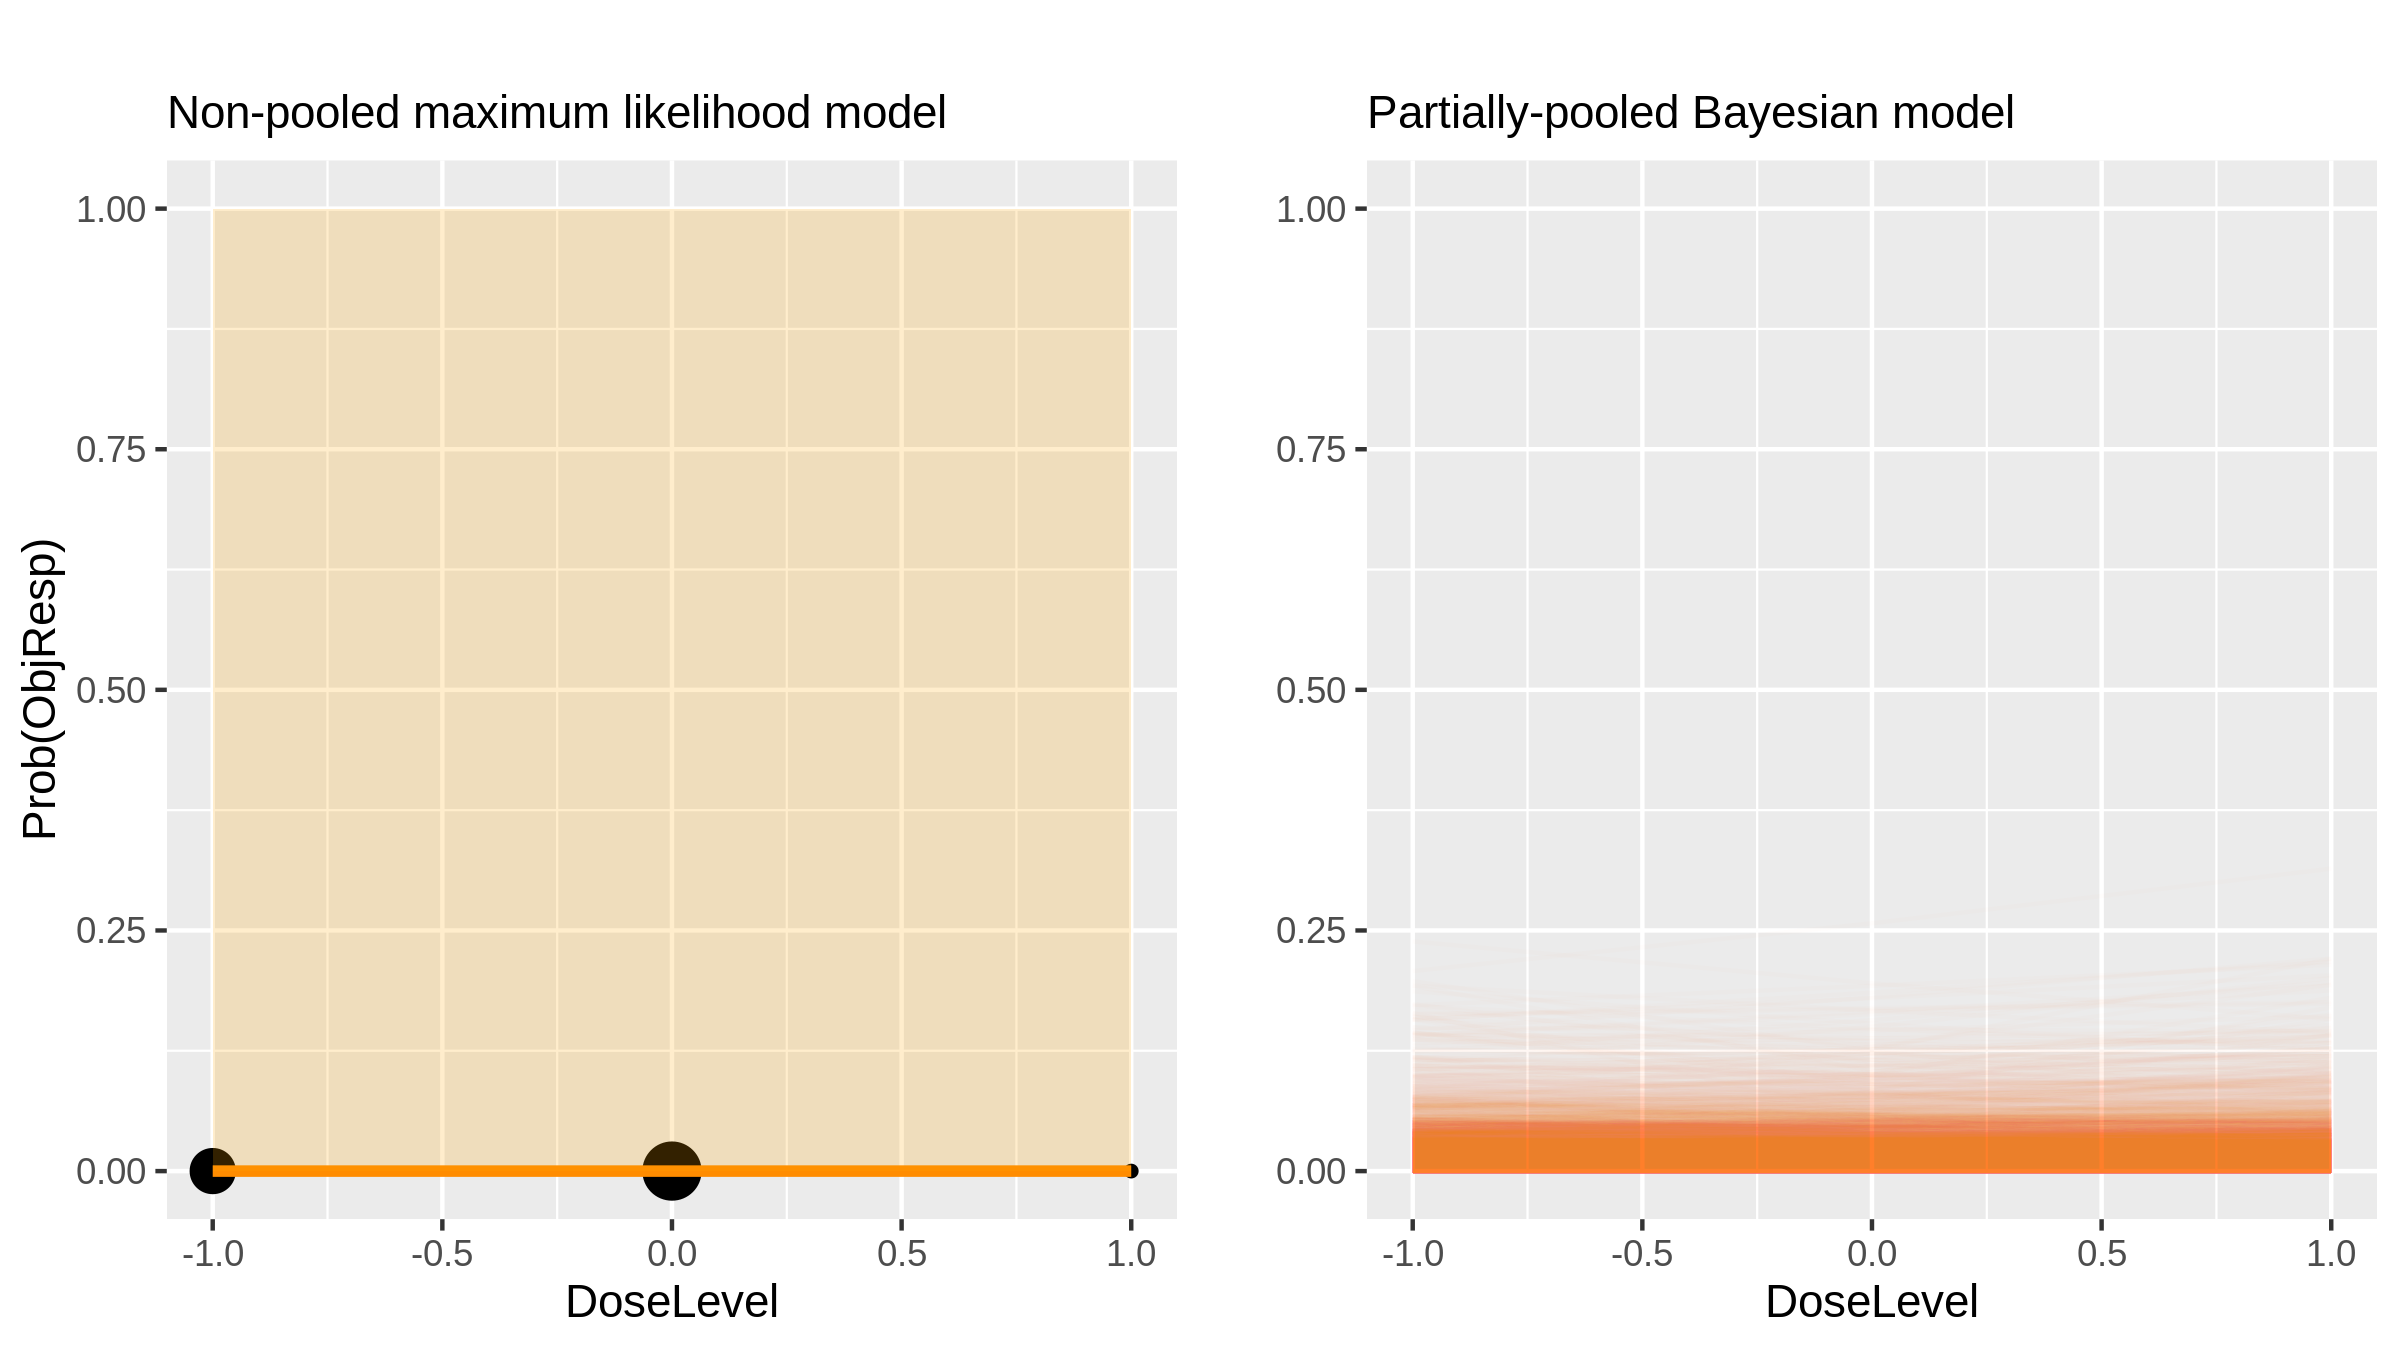 Non-pooled maximum likelihood model
Prob(ObjResp)
1.00
0.75
0.50
0.25
0.00
-1.0 -0.5 0.0 0.5 1.0
DoseLevel
Partially-pooled Bayesian model
1.00
0.75
0.50
0.25
0.00
-1.0 -0.5 0.0 0.5 1.0
DoseLevel